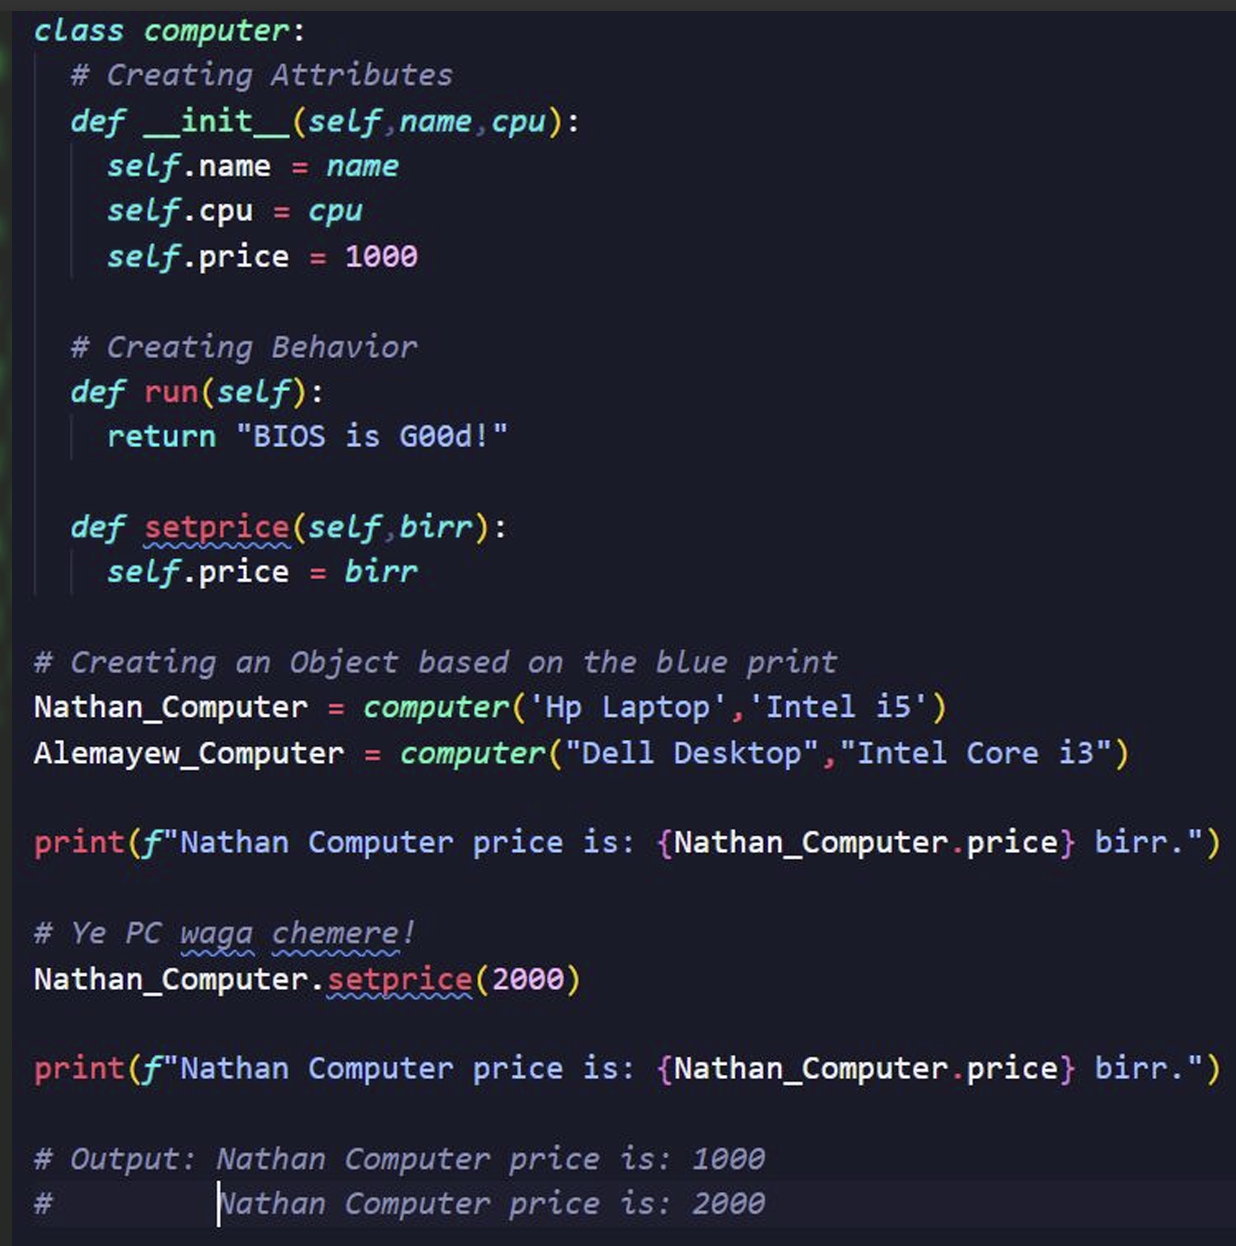 class computer:
  # Creating Attributes
  def __init__(self,name,cpu):
    self.name = name
    self.cpu = cpu
    self.price = 1000

  # Creating Behavior
  def run(self):
    return "BIOS is G00d!"

  def setprice(self,birr):
    self.price = birr

# Creating an Object based on the blue print
Nathan_Computer = computer('Hp Laptop','Intel i5')
Alemayew_Computer = computer("Dell Desktop","Intel Core i3")

print(f"Nathan Computer price is: {Nathan_Computer.price} birr.")

# Ye PC waga chemere!
Nathan_Computer.setprice(2000)

print(f"Nathan Computer price is: {Nathan_Computer.price} birr.")

# Output: Nathan Computer price is: 1000
#         Nathan Computer price is: 2000